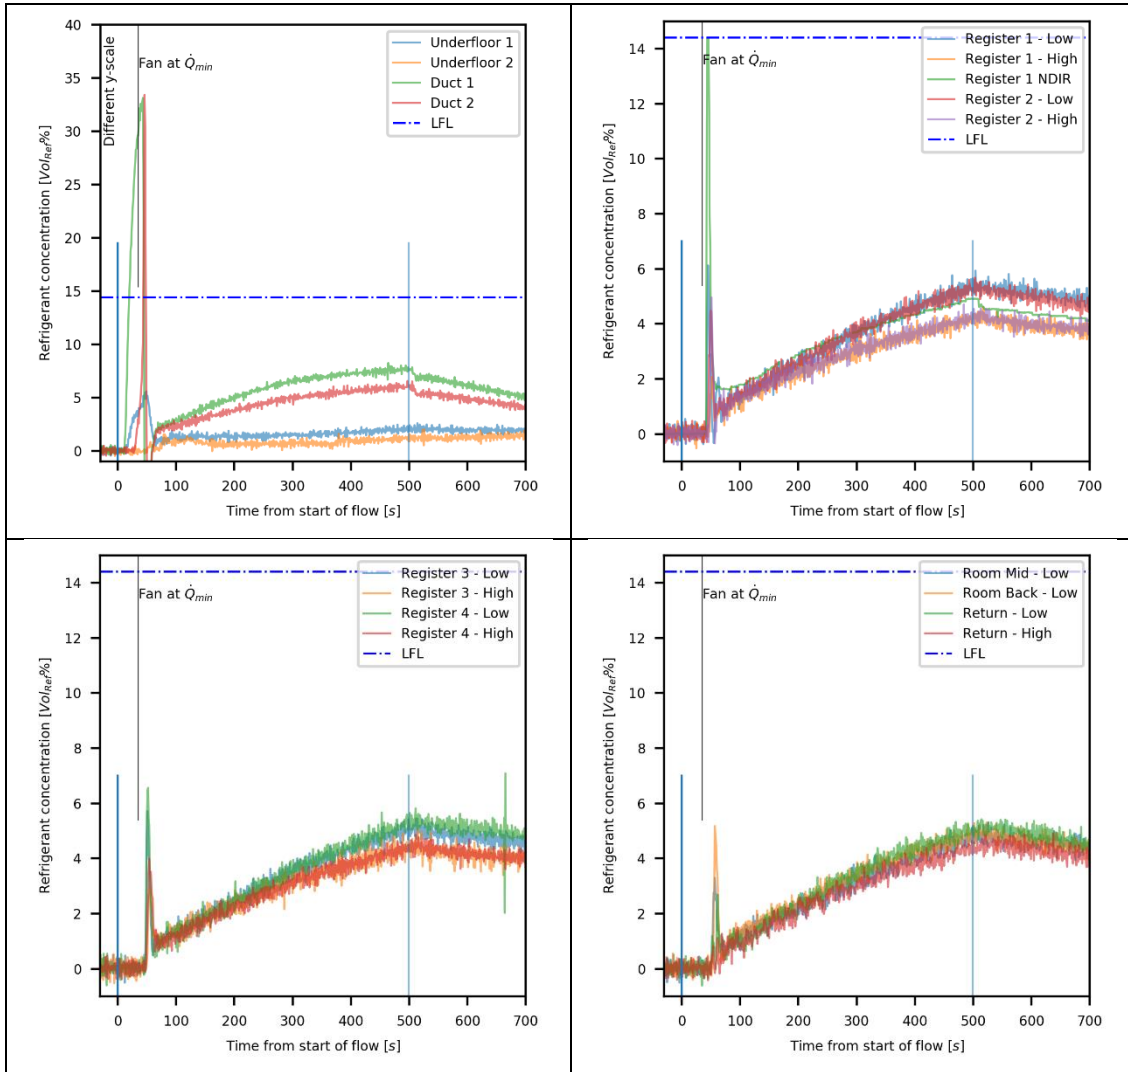 Different y-scale
Fan at Q̇min
Underfloor 1
Underfloor 2
Duct 1
Duct 2
LFL
Refrigerant concentration [VolRef%]
40
35
30
25
20
15
10
5
0
0 100 200 300 400 500 600 700
Time from start of flow [s]
Fan at Q̇min
Register 1 - Low
Register 1 - High
Register 1 NDIR
Register 2 - Low
Register 2 - High
LFL
Refrigerant concentration [VolRef%]
14
12
10
8
6
4
2
0
0 100 200 300 400 500 600 700
Time from start of flow [s]
Fan at Q̇min
Register 3 - Low
Register 3 - High
Register 4 - Low
Register 4 - High
LFL
Refrigerant concentration [VolRef%]
14
12
10
8
6
4
2
0
0 100 200 300 400 500 600 700
Time from start of flow [s]
Fan at Q̇min
Room Mid - Low
Room Back - Low
Return - Low
Return - High
LFL
Refrigerant concentration [VolRef%]
14
12
10
8
6
4
2
0
0 100 200 300 400 500 600 700
Time from start of flow [s]